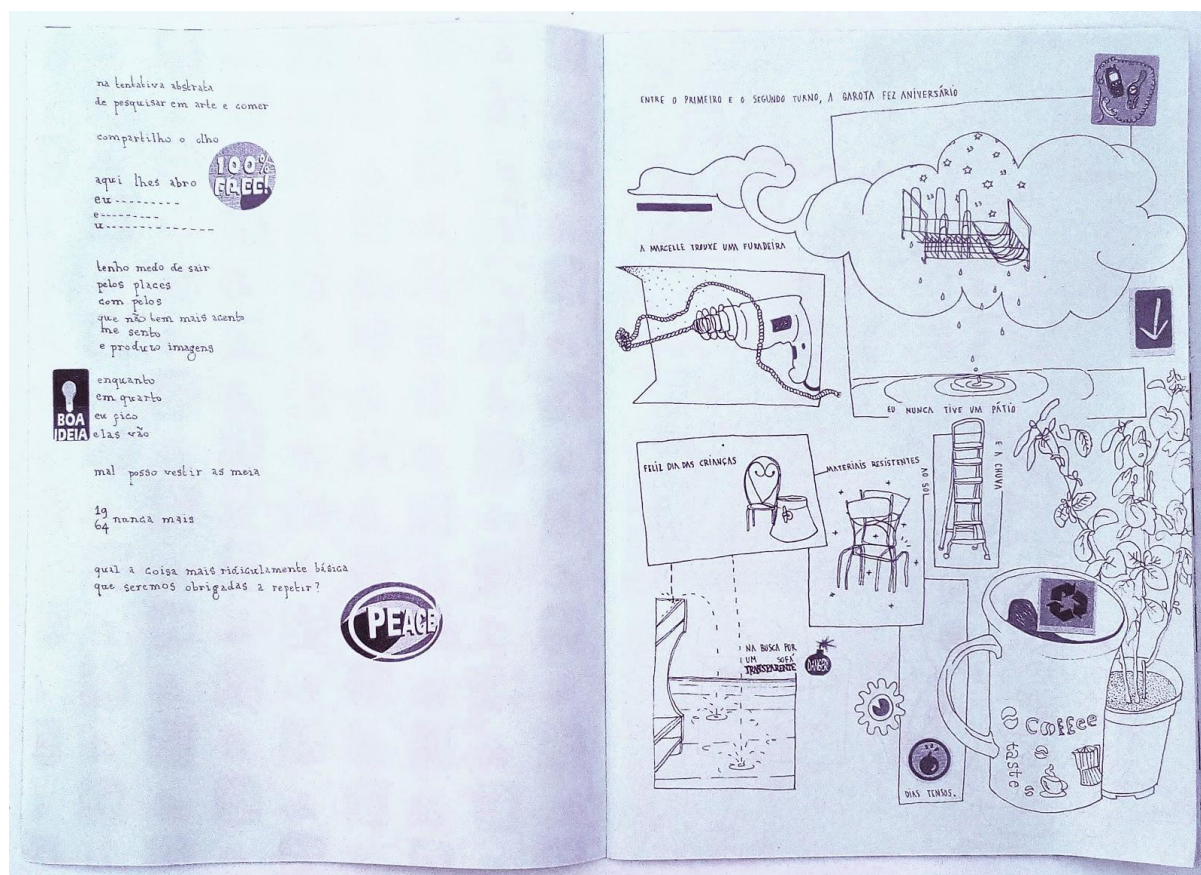 na tentativa abstrata
de pesquisar em arte e comer
compartilho o olho
100%
FREE!
aqui lhes abro
eu---------
e---------
u---------------
tenho medo de sair
pelos places
com pelos
que não tem mais acento
me sento
e produzo imagens
BOA
IDEIA
enquanto
em quarto
eu fico
elas vão
mal posso vestir as meia
19
64 nunca mais
qual a coisa mais ridiculamente básica
que seremos obrigadas a repetir?
PEACE
ENTRE O PRIMEIRO E O SEGUNDO TURNO, A GAROTA FEZ ANIVERSÁRIO
A MARCELLE TROUXE UMA FURADEIRA
EU NUNCA TIVE UM PÁTIO
FELIZ DIA DAS CRIANÇAS
MATERIAIS RESISTENTES
AO SOL
E A CHUVA
NA BUSCA POR
UM SOFÁ
TRANSPARENTE
DANGER
DIAS TENSOS.
Coffee
taste